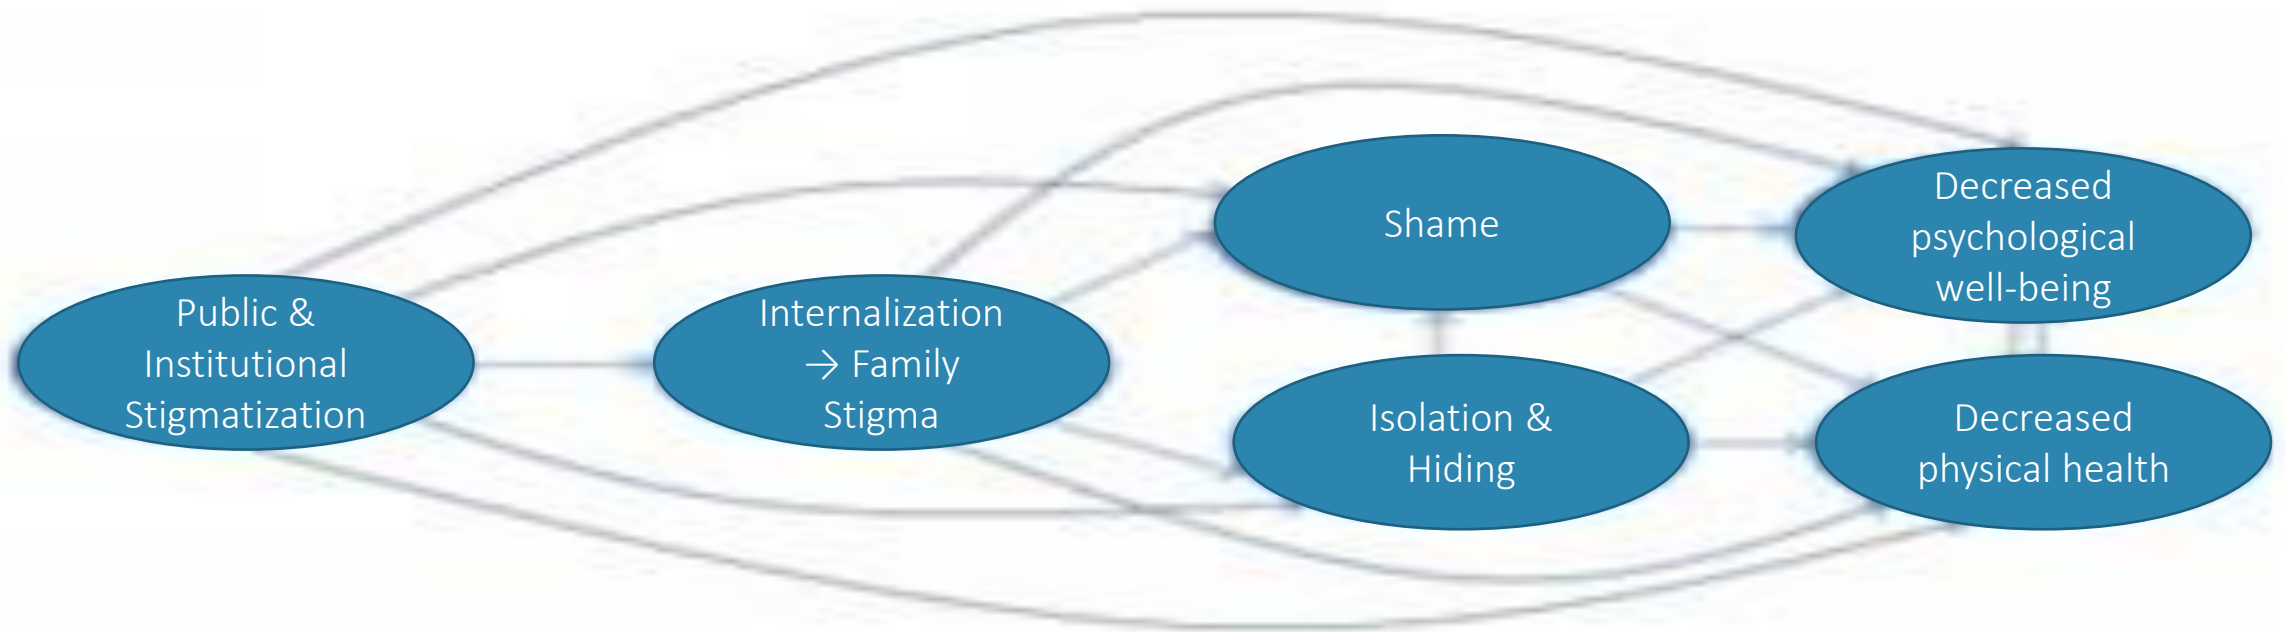 Public &
Institutional
Stigmatization
Internalization
→ Family
Stigma
Shame
Isolation &
Hiding
Decreased
psychological
well-being
Decreased
physical health